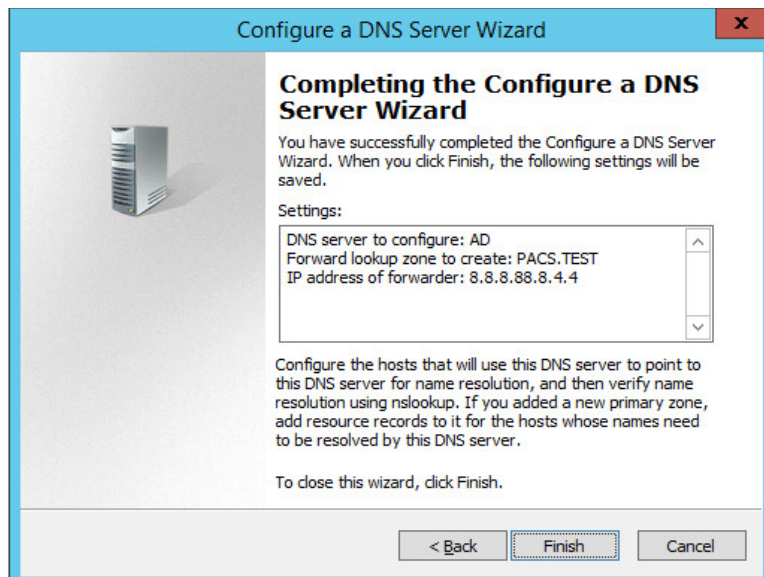 Configure a DNS Server Wizard
x
Completing the Configure a DNS
Server Wizard
You have successfully completed the Configure a DNS Server
Wizard. When you click Finish, the following settings will be
saved.
Settings:
DNS server to configure: AD
Forward lookup zone to create: PACS.TEST
IP address of forwarder: 8.8.8.88.8.4.4
Configure the hosts that will use this DNS server to point to
this DNS server for name resolution, and then verify name
resolution using nslookup. If you added a new primary zone,
add resource records to it for the hosts whose names need
to be resolved by this DNS server.
To close this wizard, click Finish.
< Back
Finish
Cancel